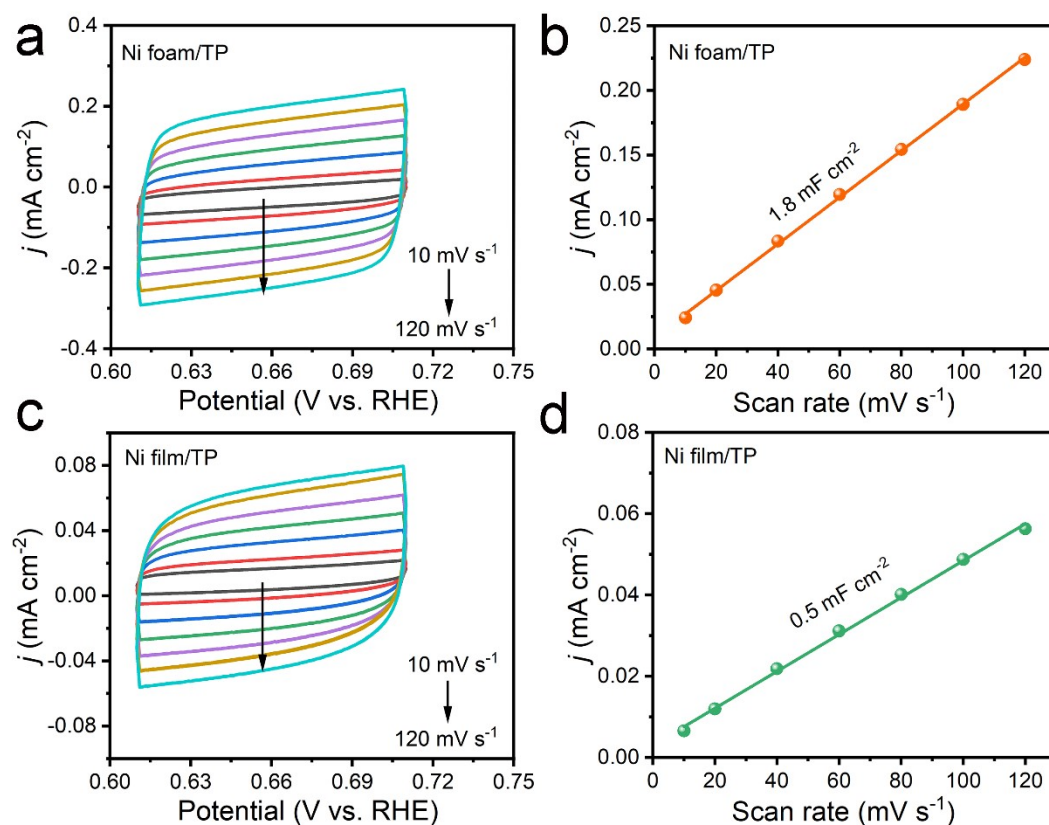 a
Ni foam/TP
0.4
0.2
0.0
-0.2
-0.4
j (mA cm⁻²)
10 mV s⁻¹
120 mV s⁻¹
0.60
0.63
0.66
0.69
0.72
0.75
Potential (V vs. RHE)
b
Ni foam/TP
0.25
0.20
0.15
0.10
0.05
0.00
j (mA cm⁻²)
1.8 mF cm⁻²
0
20
40
60
80
100
120
Scan rate (mV s⁻¹)
c
Ni film/TP
0.08
0.04
0.00
-0.04
-0.08
j (mA cm⁻²)
10 mV s⁻¹
120 mV s⁻¹
0.60
0.63
0.66
0.69
0.72
0.75
Potential (V vs. RHE)
d
Ni film/TP
0.08
0.06
0.04
0.02
0.00
j (mA cm⁻²)
0.5 mF cm⁻²
0
20
40
60
80
100
120
Scan rate (mV s⁻¹)